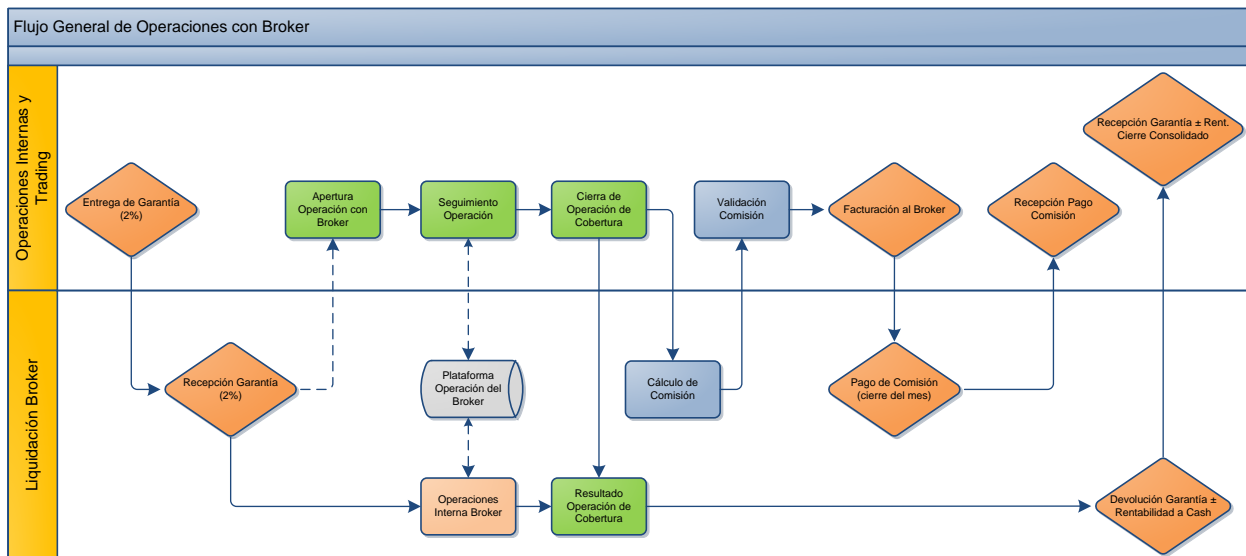 Flujo General de Operaciones con Broker
Operaciones Internas y
Trading
Entrega de Garantía
(2%)
Apertura
Operación con
Broker
Seguimiento
Operación
Cierra de
Operación de
Cobertura
Validación
Comisión
Facturación al Broker
Recepción Pago
Comisión
Recepción Garantía ± Rent.
Cierre Consolidado
Liquidación Broker
Recepción Garantía
(2%)
Plataforma
Operación del
Broker
Cálculo de
Comisión
Pago de Comisión
(cierre del mes)
Operaciones
Interna Broker
Resultado
Operación de
Cobertura
Devolución Garantía ±
Rentabilidad a Cash